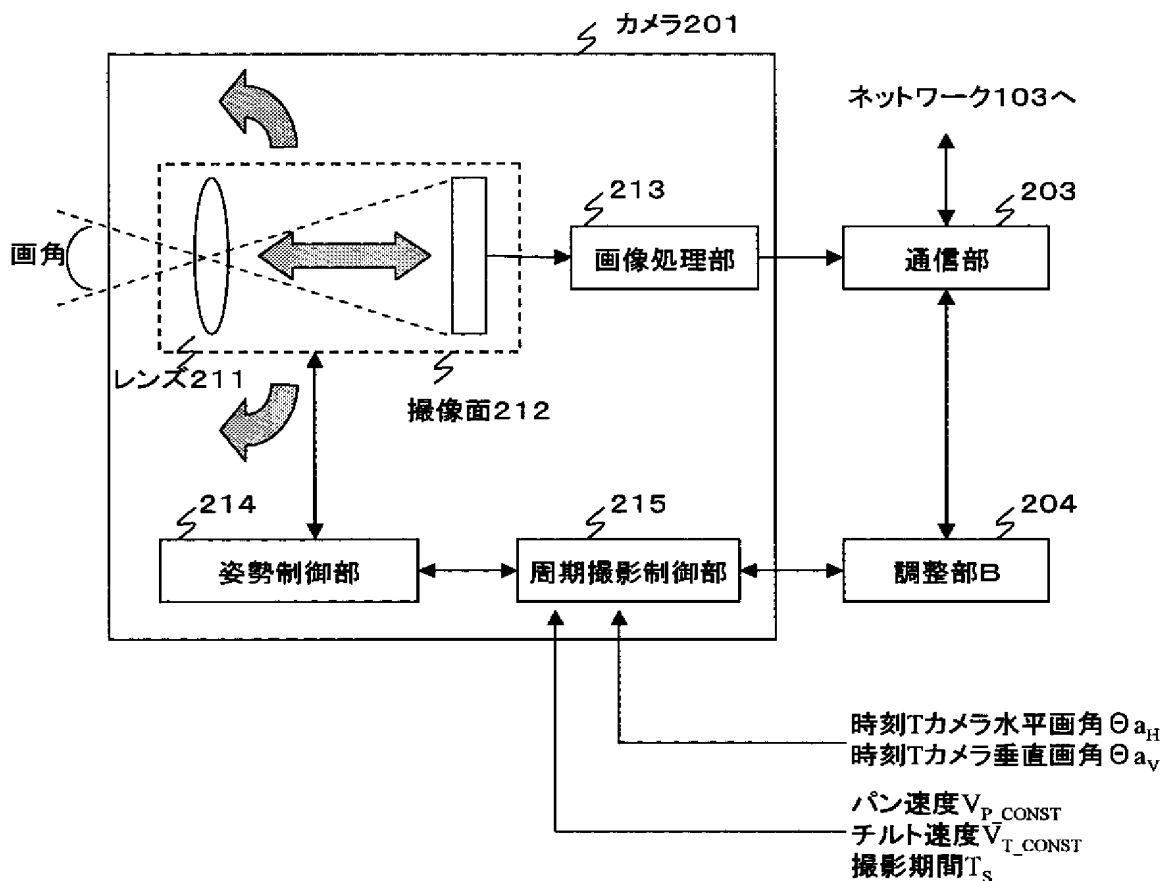 カメラ201
ネットワーク103へ
213
203
画角
画像処理部
通信部
レンズ211
撮像面212
214
215
204
姿勢制御部
周期撮影制御部
調整部B
時刻Tカメラ水平画角Θa_H
時刻Tカメラ垂直画角Θa_V
パン速度V_P_CONST
チルト速度V_T_CONST
撮影期間T_S